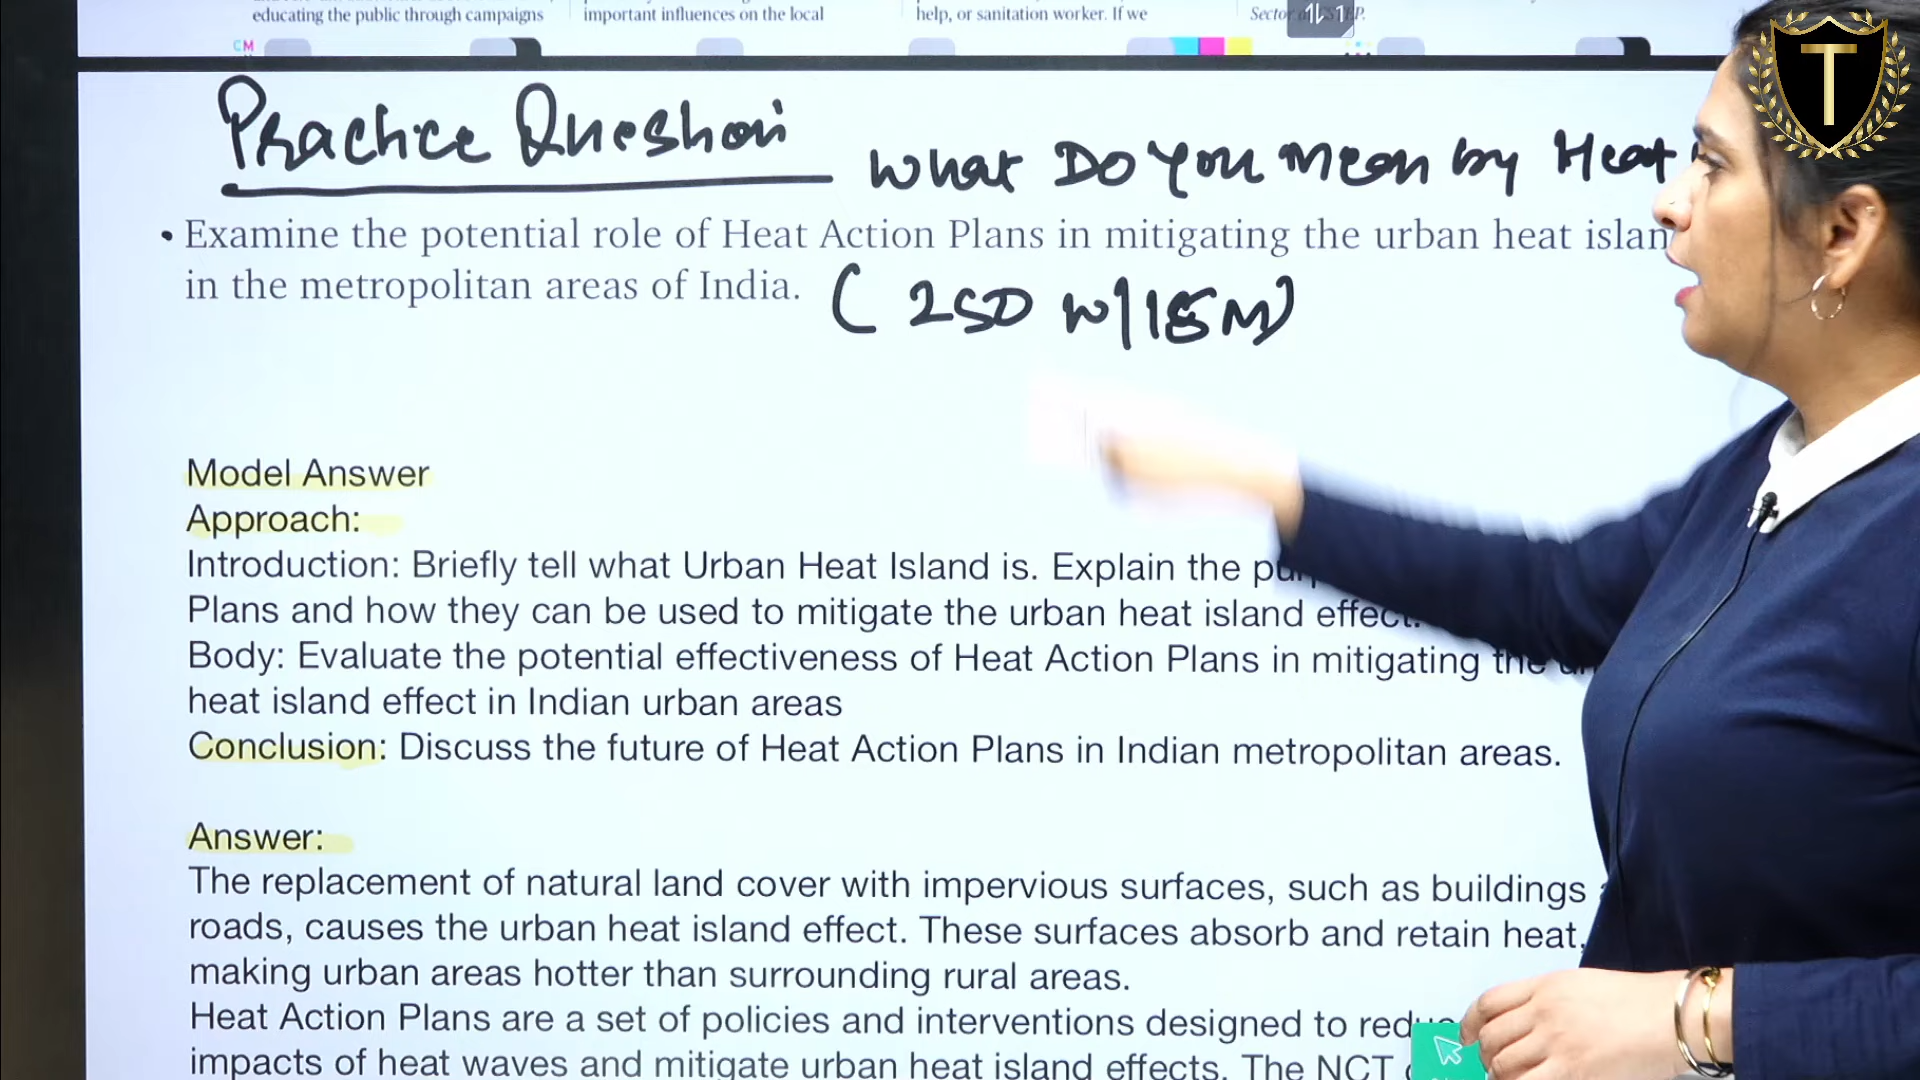 educating the public through campaigns
important influences on the local
help, or sanitation worker. If we
CM
T
Practice Question
What Do You Mean by Heat
• Examine the potential role of Heat Action Plans in mitigating the urban heat islan
in the metropolitan areas of India. (250 W/15M)
Model Answer
Approach:
Introduction: Briefly tell what Urban Heat Island is. Explain the
Plans and how they can be used to mitigate the urban heat island effect.
Body: Evaluate the potential effectiveness of Heat Action Plans in mitigating the
heat island effect in Indian urban areas
Conclusion: Discuss the future of Heat Action Plans in Indian metropolitan areas.
Answer:
The replacement of natural land cover with impervious surfaces, such as buildings
roads, causes the urban heat island effect. These surfaces absorb and retain heat,
making urban areas hotter than surrounding rural areas.
Heat Action Plans are a set of policies and interventions designed to
impacts of heat waves and mitigate urban heat island effects. The NCT